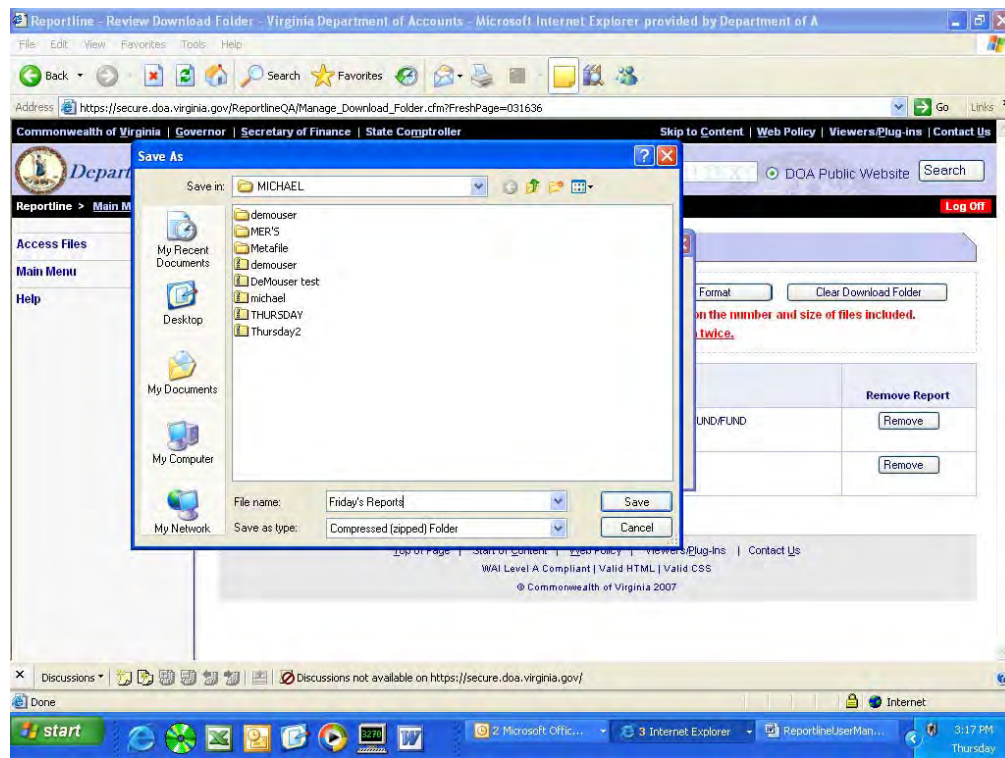 Reportline - Review Download Folder - Virginia Department of Accounts - Microsoft Internet Explorer provided by Department of A
File Edit View Favorites Tools Help
Back Search Favorites
Address https://secure.doa.virginia.gov/ReportlineQA/Manage_Download_Folder.cfm?FreshPage=031636 Go Links
Commonwealth of Virginia | Governor | Secretary of Finance | State Comptroller Skip to Content | Web Policy | Viewers/Plug-ins | Contact Us
Depart DOA Public Website Search
Reportline > Main M Log Off
Access Files
Main Menu
Help
Save As
Save in: MICHAEL
My Recent Documents
Desktop
My Documents
My Computer
My Network
demouser
MER'S
Metafile
demouser
DeMouser test
michael
THURSDAY
Thursday2
File name: Friday's Reports Save
Save as type: Compressed (zipped) Folder Cancel
Format Clear Download Folder
on the number and size of files included.
twice.
Remove Report
UND/FUND Remove
Remove
Top of Page | Start of Content | Web Policy | Viewers/Plug-Ins | Contact Us
WAI Level A Compliant | Valid HTML | Valid CSS
© Commonwealth of Virginia 2007
Discussions Discussions not available on https://secure.doa.virginia.gov/
Done Internet
start 3270 W 2 Microsoft Offic... 3 Internet Explorer ReportlineUserMan... 3:17 PM
Thursday